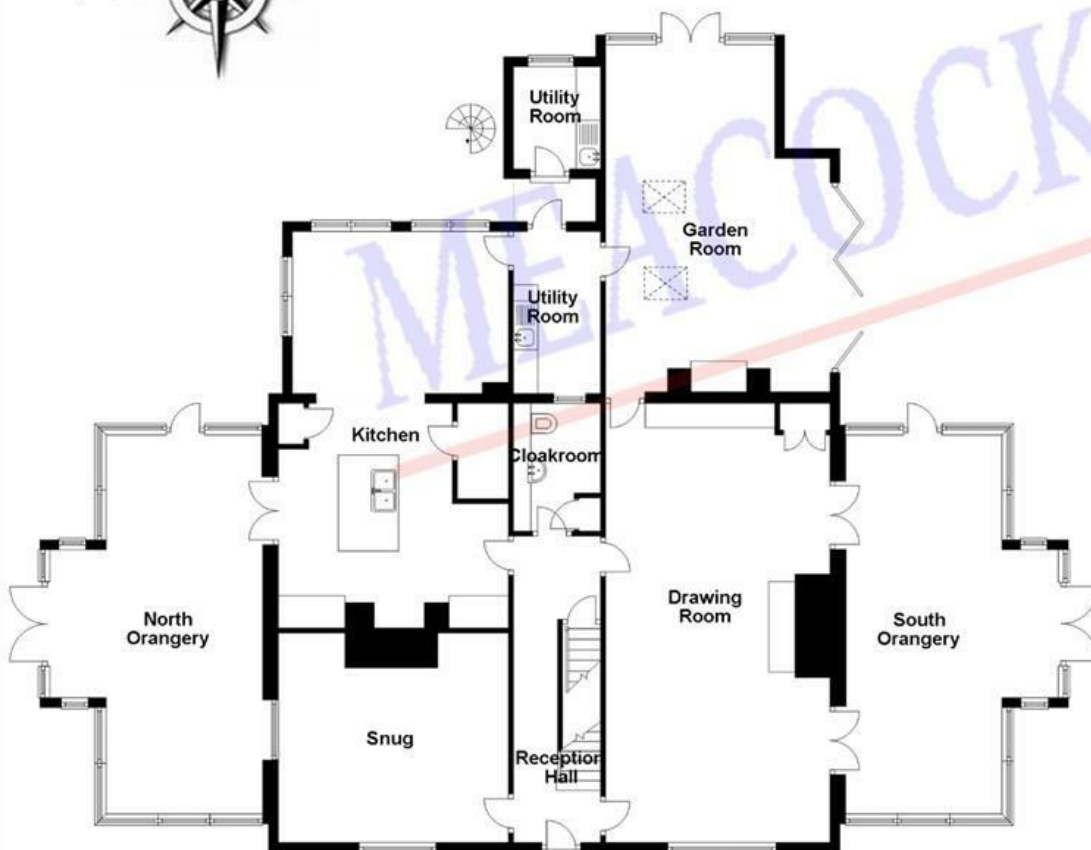 Utility
Room
MEACOCK
Garden
Room
Utility
Room
Kitchen
Cloakroom
North
Orangery
Drawing
Room
South
Orangery
Snug
Reception
Hall